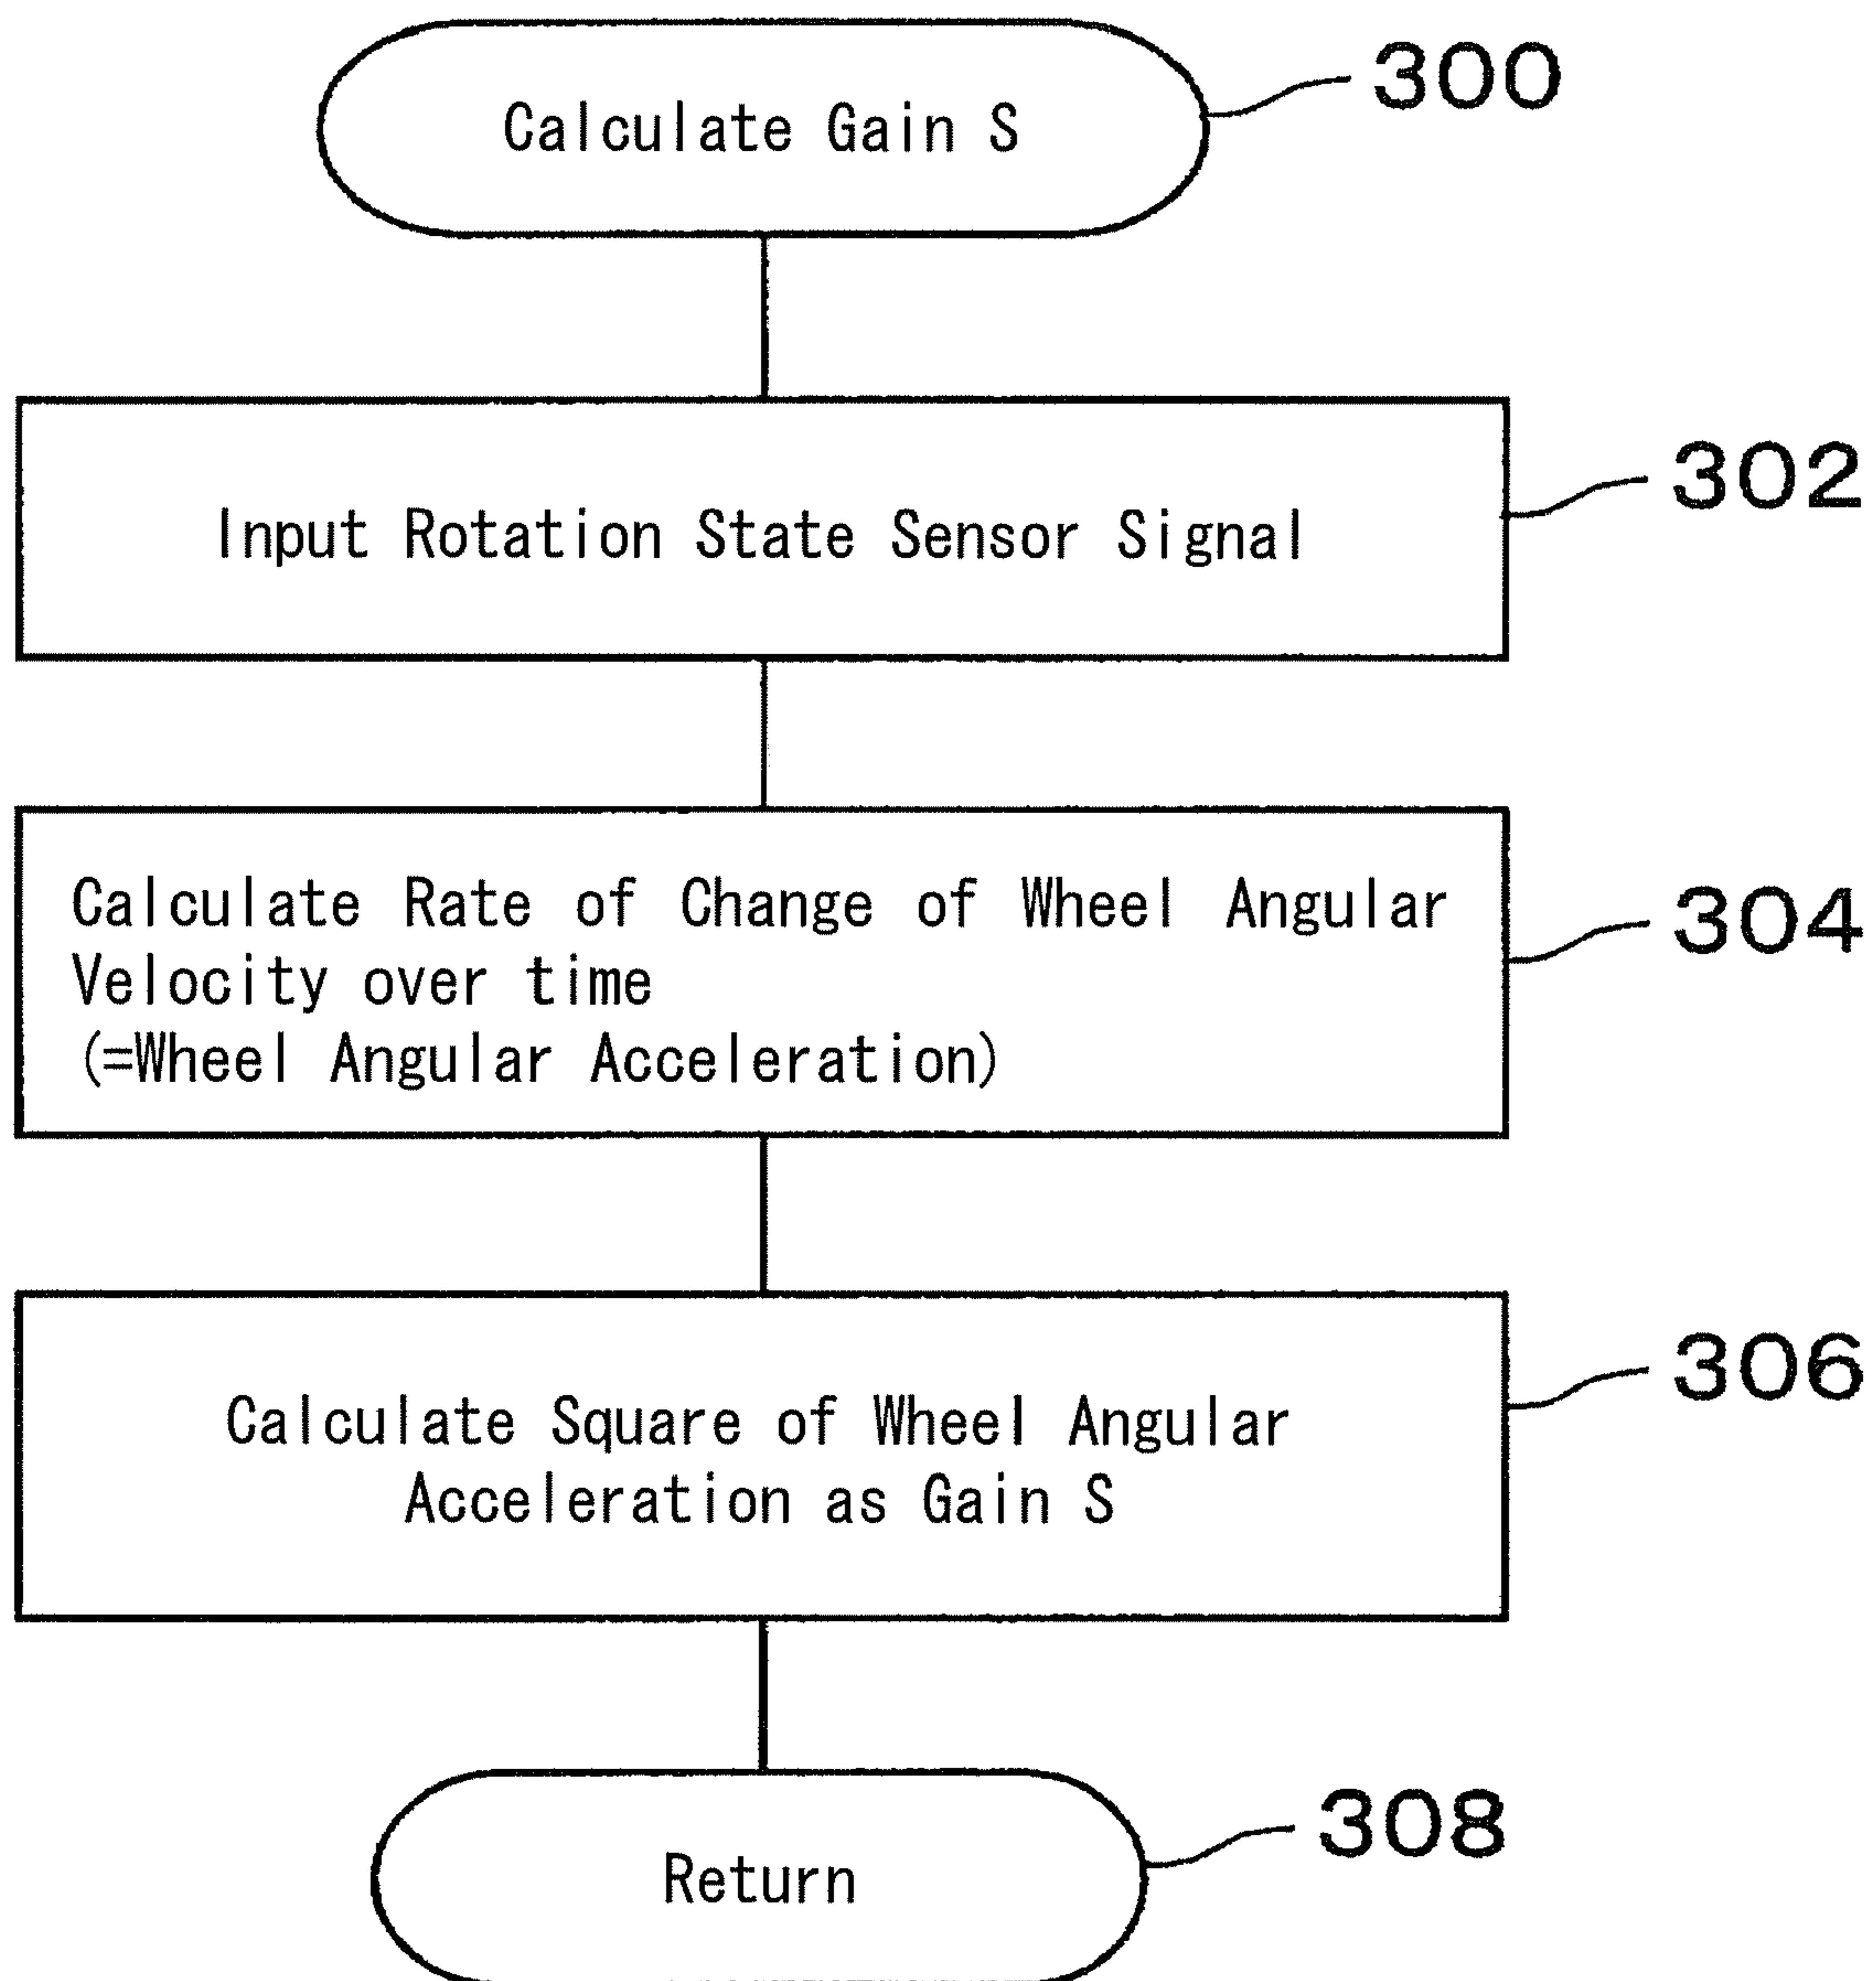 Calculate Gain S
300
Input Rotation State Sensor Signal
302
Calculate Rate of Change of Wheel Angular
Velocity over time
(=Wheel Angular Acceleration)
304
Calculate Square of Wheel Angular
Acceleration as Gain S
306
Return
308